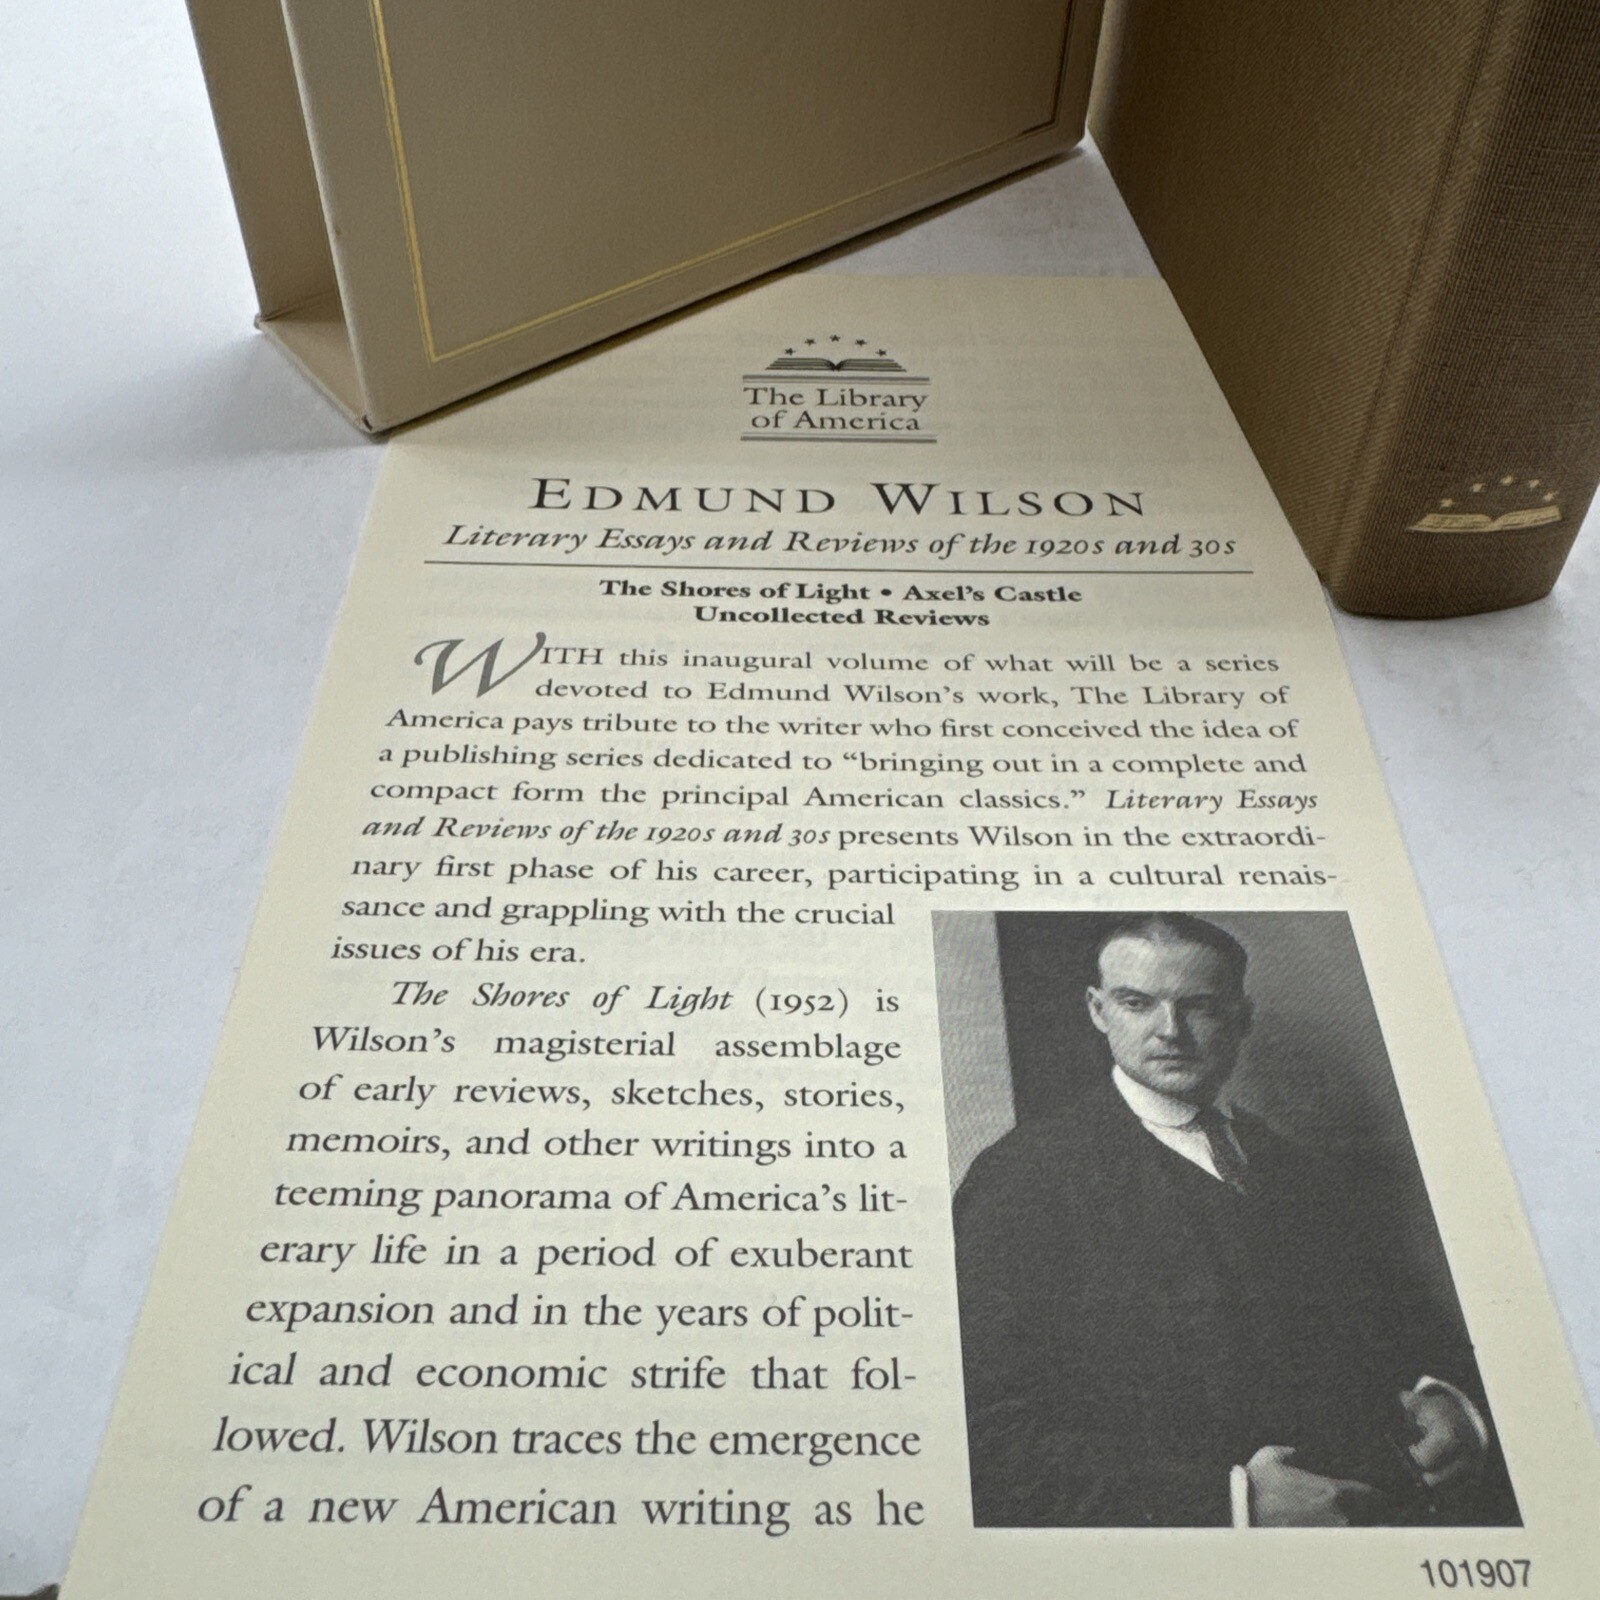 The Library
of America
EDMUND WILSON
Literary Essays and Reviews of the 1920s and 30s
The Shores of Light • Axel's Castle
Uncollected Reviews
WITH this inaugural volume of what will be a series
devoted to Edmund Wilson's work, The Library of
America pays tribute to the writer who first conceived the idea of
a publishing series dedicated to “bringing out in a complete and
compact form the principal American classics.” Literary Essays
and Reviews of the 1920s and 30s presents Wilson in the extraordi-
nary first phase of his career, participating in a cultural renais-
sance and grappling with the crucial
issues of his era.
The Shores of Light (1952) is
Wilson's magisterial assemblage
of early reviews, sketches, stories,
memoirs, and other writings into a
teeming panorama of America's lit-
erary life in a period of exuberant
expansion and in the years of polit-
ical and economic strife that fol-
lowed. Wilson traces the emergence
of a new American writing as he
101907